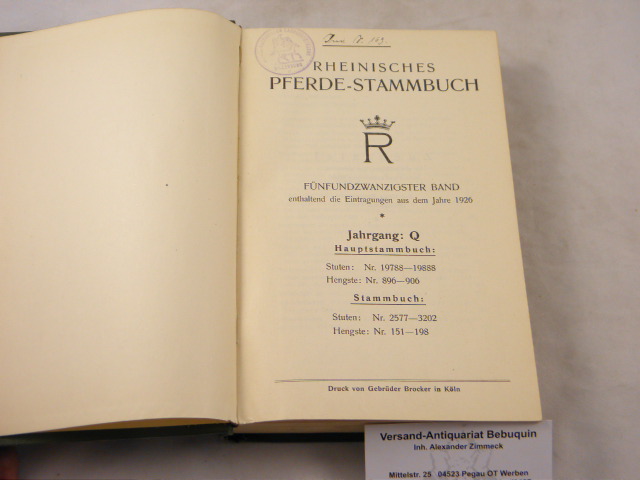 RHEINISCHES
PFERDE-STAMMBUCH
R
FÜNFUNDZWANZIGSTER BAND
enthaltend die Eintragungen aus dem Jahre 1926
*
Jahrgang: Q
Hauptstammbuch:
Stuten: Nr. 19788—19888
Hengste: Nr. 896—906
Stammbuch:
Stuten: Nr. 2577—3202
Hengste: Nr. 151—198
Druck von Gebrüder Brocker in Köln
Versand-Antiquariat Bebuquin
Inh. Alexander Zimmeck
Mittelstr. 25 04523 Pegau OT Werben